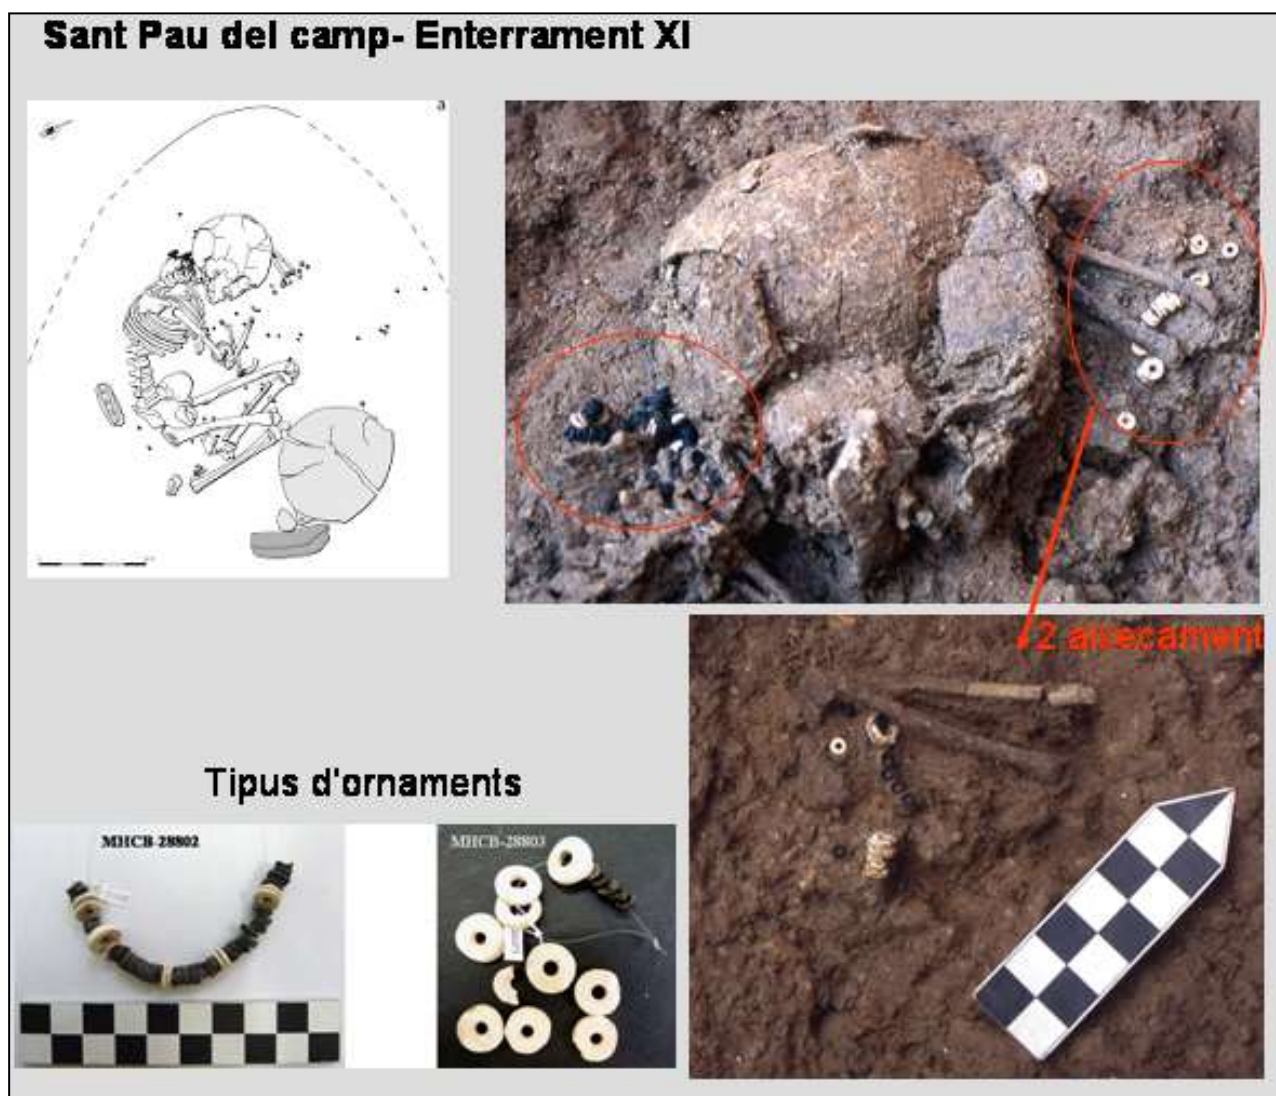 Sant Pau del camp- Enterrament XI
2 aixecament
Tipus d'ornaments
MHCB-28802
MHCB-28803